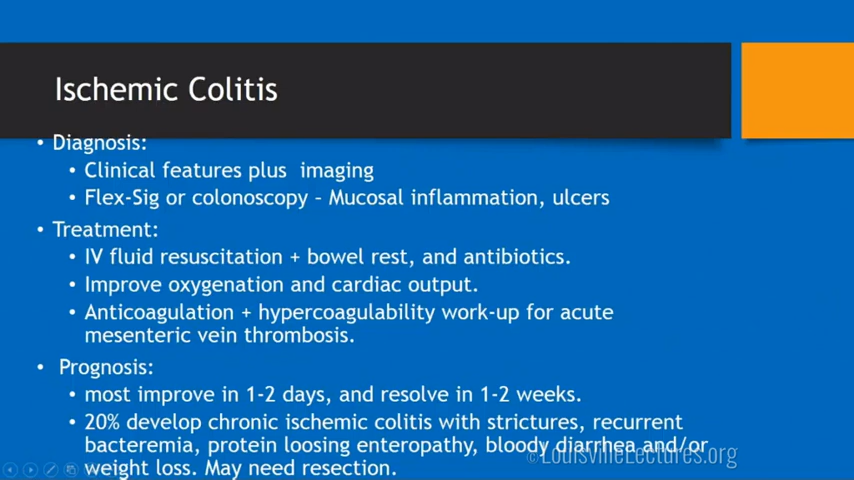 Ischemic Colitis
• Diagnosis:
• Clinical features plus imaging
• Flex-Sig or colonoscopy – Mucosal inflammation, ulcers
• Treatment:
• IV fluid resuscitation + bowel rest, and antibiotics.
• Improve oxygenation and cardiac output.
• Anticoagulation + hypercoagulability work-up for acute
mesenteric vein thrombosis.
• Prognosis:
• most improve in 1-2 days, and resolve in 1-2 weeks.
• 20% develop chronic ischemic colitis with strictures, recurrent
bacteremia, protein loosing enteropathy, bloody diarrhea and/or
©LouisvilleLectures.org
weight loss. May need resection.